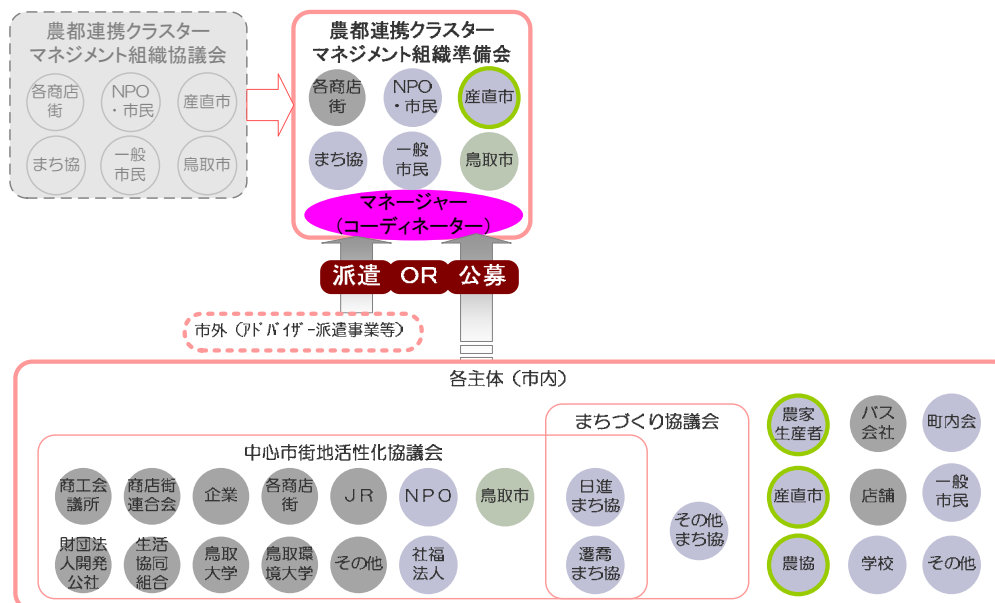 農都連携クラスター
マネジメント組織協議会
各商店
街
NPO
・市民
産直市
まち協
一般
市民
鳥取市
農都連携クラスター
マネジメント組織準備会
各商店
街
NPO
・市民
産直市
まち協
一般
市民
鳥取市
マネージャー
（コーディネーター）
派遣
OR
公募
市外（ｱﾄﾞﾊﾞｲｻﾞｰ派遣事業等）
各主体（市内）
まちづくり協議会
中心市街地活性化協議会
商工会
議所
商店街
連合会
企業
各商店
街
ＪＲ
ＮＰＯ
鳥取市
日進
まち協
財団法
人開発
公社
生活
協同
組合
鳥取
大学
鳥取環
境大学
その他
社福
法人
遷喬
まち協
その他
まち協
農家
生産者
バス
会社
町内会
産直市
店舗
一般
市民
農協
学校
その他